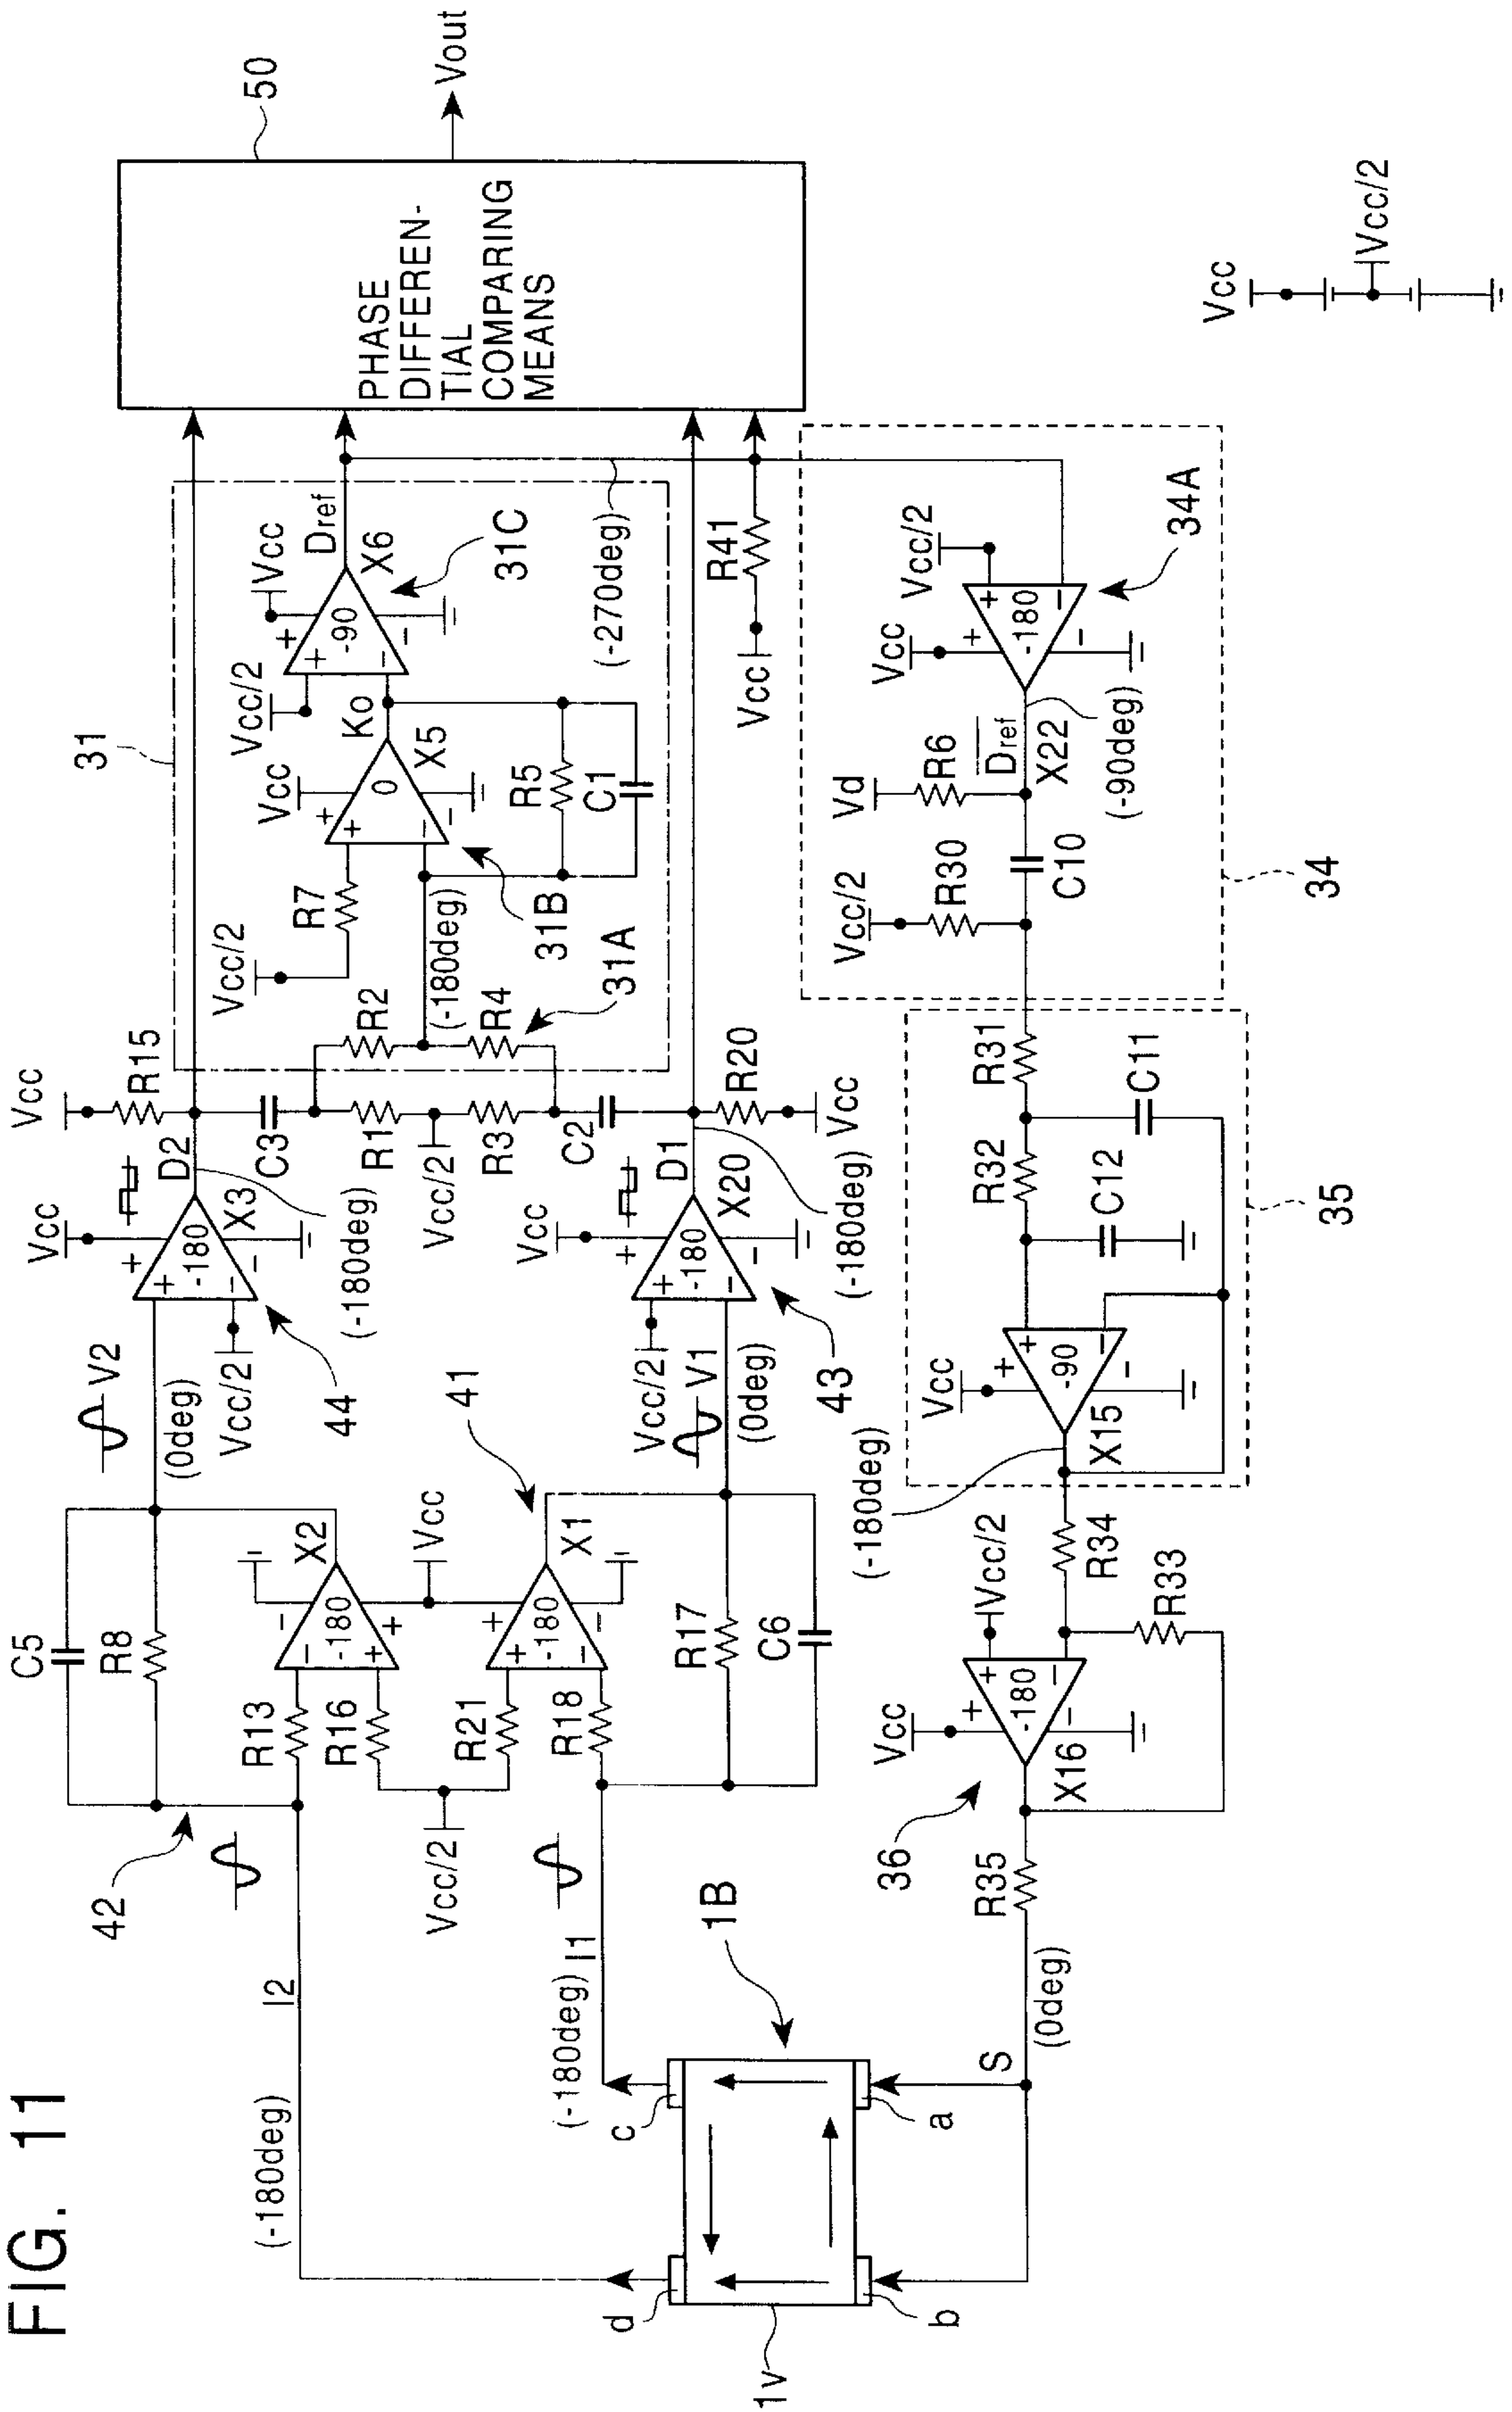 FIG. 11
C5
R8
42
I2
(-180deg)
R13
R16
-
-
-180
+
+
X2
Vcc
Vcc/2
R21
R18
+
+
-180
-
-
X1
41
R17
C6
I1
(-180deg)
V2
(0deg)
Vcc/2
44
Vcc
+
+
-180
-
-
X3
D2
(-180deg)
Vcc
R15
C3
R1
Vcc/2
R3
C2
R2
R4
31A
(-180deg)
31
Vcc/2
R7
31B
Vcc
+
+
0
-
-
X5
Ko
R5
C1
Vcc/2
Vcc
+
+
-90
-
-
X6
Dref
31C
(-270deg)
Vcc/2
V1
(0deg)
43
Vcc
+
+
-180
-
-
X20
D1
(-180deg)
R20
Vcc
R41
Vcc
PHASE
DIFFEREN-
TIAL
COMPARING
MEANS
50
Vout
Vcc
Vcc/2
1B
1v
a
b
c
d
S
(0deg)
R35
36
Vcc
Vcc/2
+
+
-180
-
-
X16
R33
R34
(-180deg)
Vcc
+
+
-90
-
-
X15
R32
C12
R31
C11
35
Vcc/2
R30
C10
Vd
R6
Dref
X22
(-90deg)
Vcc
Vcc/2
+
+
-180
-
-
34A
34